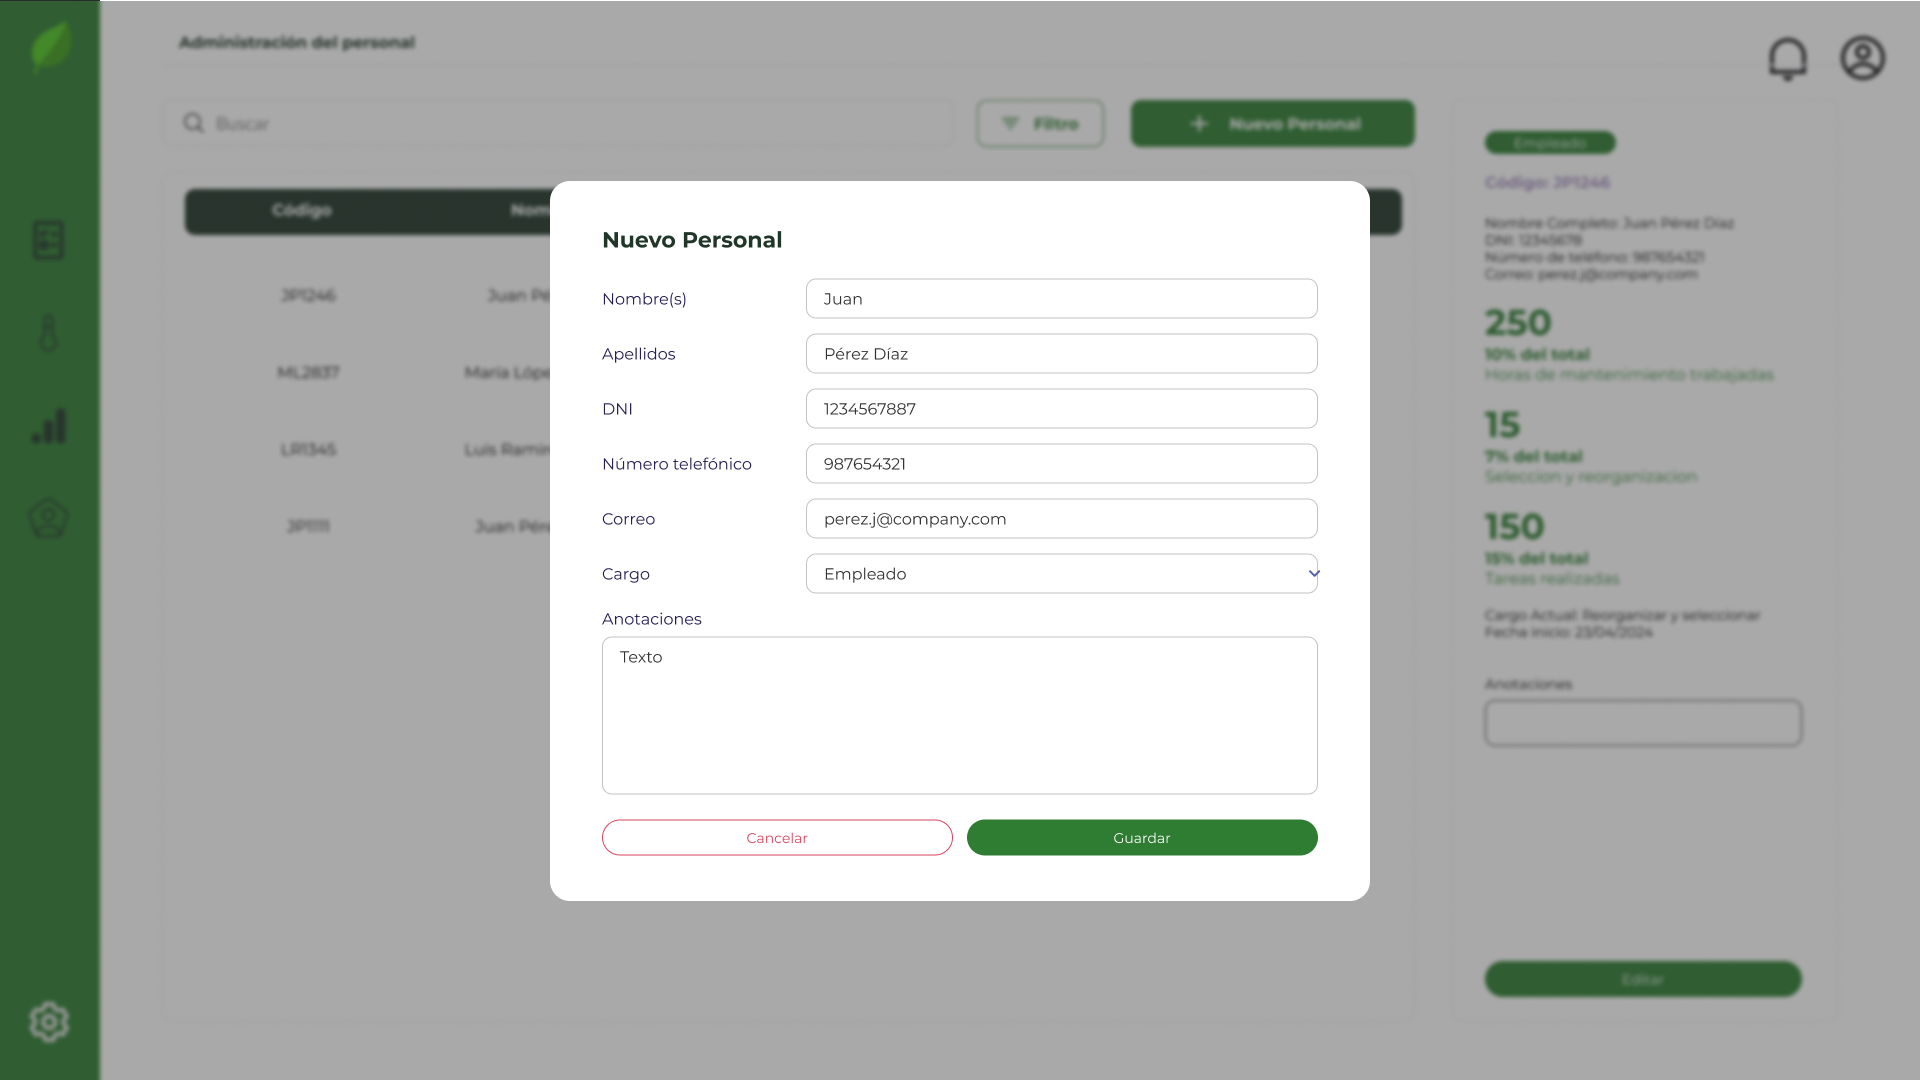 Administración del personal
Buscar
Filtro
Nuevo Personal
Código
Nom
JP1246
Juan Pé
ML2837
María Lópe
LR1345
Luis Ramír
JP1111
Juan Pére
Nuevo Personal
Nombre(s)
Juan
Apellidos
Pérez Díaz
DNI
1234567887
Número telefónico
987654321
Correo
perez.j@company.com
Cargo
Empleado
Anotaciones
Texto
Cancelar
Guardar
Empleado
Código: JP1246
Nombre Completo: Juan Pérez Díaz
DNI: 12345678
Número de teléfono: 987654321
Correo: perez.j@company.com
250
10% del total
Horas de mantenimiento trabajadas
15
7% del total
Seleccion y reorganizacion
150
15% del total
Tareas realizadas
Cargo Actual: Reorganizar y seleccionar
Fecha inicio: 23/04/2024
Anotaciones
Editar